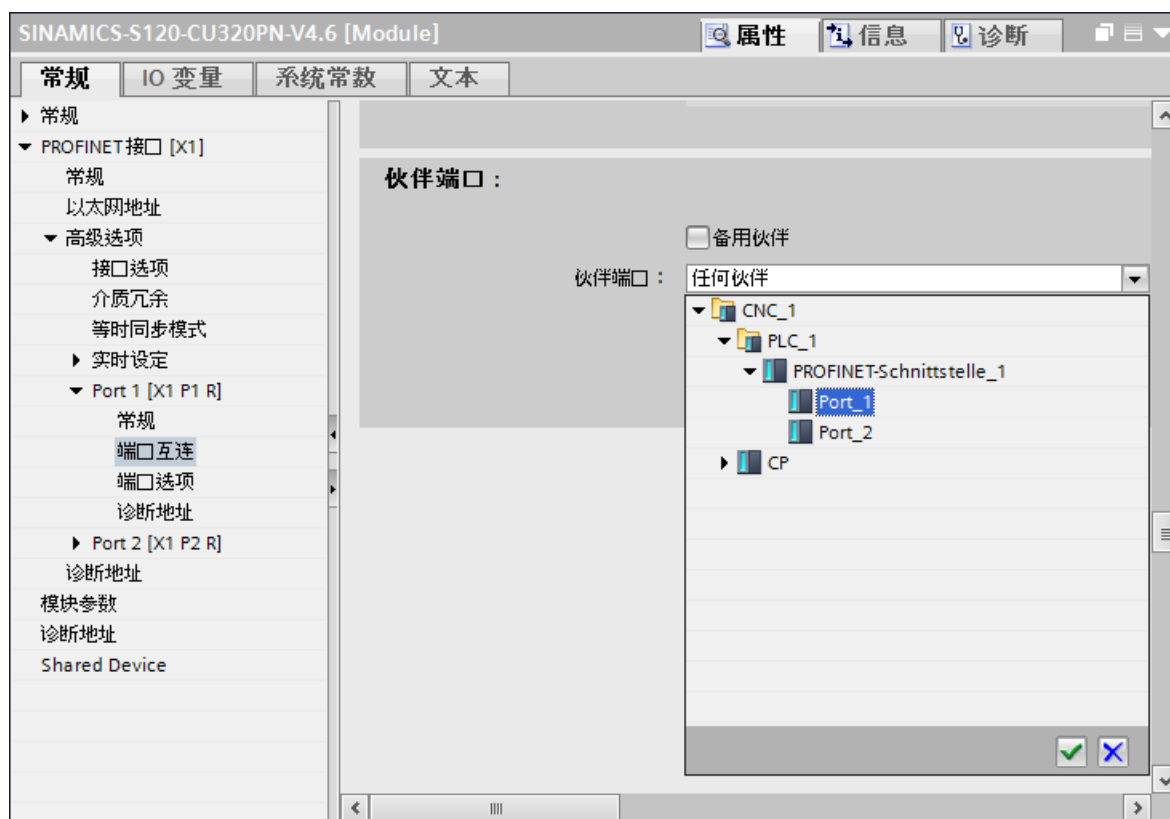 SINAMICS-S120-CU320PN-V4.6 [Module]
属性
信息
诊断
常规
IO 变量
系统常数
文本
常规
PROFINET接口 [X1]
常规
以太网地址
高级选项
接口选项
介质冗余
等时同步模式
实时设定
Port 1 [X1 P1 R]
常规
端口互连
端口选项
诊断地址
Port 2 [X1 P2 R]
诊断地址
模块参数
诊断地址
Shared Device
伙伴端口：
备用伙伴
伙伴端口：
任何伙伴
CNC_1
PLC_1
PROFINET-Schnittstelle_1
Port_1
Port_2
CP